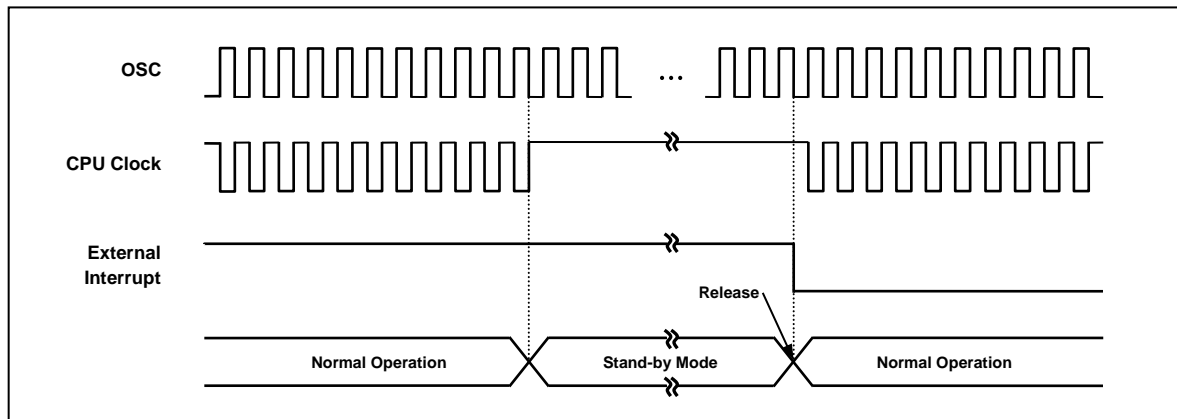 OSC
...
CPU Clock
External
Interrupt
Release
Normal Operation
Stand-by Mode
Normal Operation